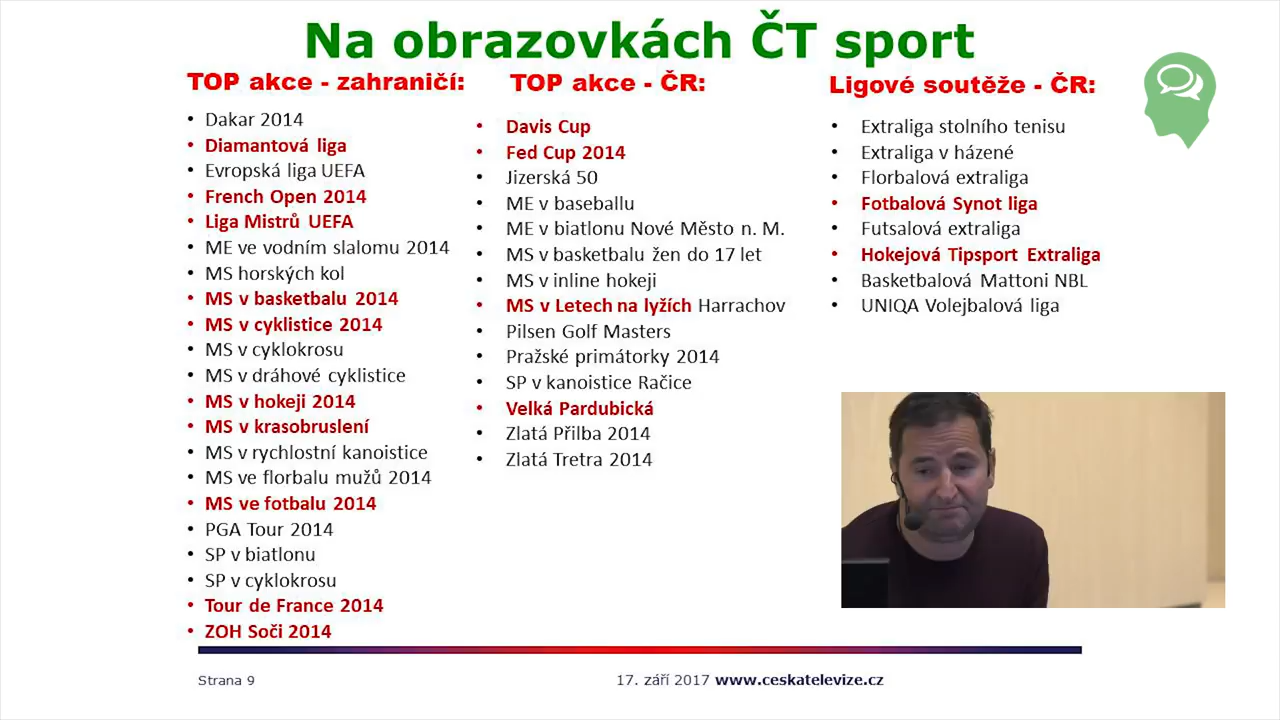 Na obrazovkách ČT sport
TOP akce - zahraničí:
• Dakar 2014
• Diamantová liga
• Evropská liga UEFA
• French Open 2014
• Liga Mistrů UEFA
• ME ve vodním slalomu 2014
• MS horských kol
• MS v basketbalu 2014
• MS v cyklistice 2014
• MS v cyklokrosu
• MS v dráhové cyklistice
• MS v hokeji 2014
• MS v krasobruslení
• MS v rychlostní kanoistice
• MS ve florbalu mužů 2014
• MS ve fotbalu 2014
• PGA Tour 2014
• SP v biatlonu
• SP v cyklokrosu
• Tour de France 2014
• ZOH Soči 2014
TOP akce - ČR:
• Davis Cup
• Fed Cup 2014
• Jizerská 50
• ME v baseballu
• ME v biatlonu Nové Město n. M.
• MS v basketbalu žen do 17 let
• MS v inline hokeji
• MS v Letech na lyžích Harrachov
• Pilsen Golf Masters
• Pražské primátorky 2014
• SP v kanoistice Račice
• Velká Pardubická
• Zlatá Přilba 2014
• Zlatá Tretra 2014
Ligové soutěže - ČR:
• Extraliga stolního tenisu
• Extraliga v házené
• Florbalová extraliga
• Fotbalová Synot liga
• Futsalová extraliga
• Hokejová Tipsport Extraliga
• Basketbalová Mattoni NBL
• UNIQA Volejbalová liga
Strana 9
17. září 2017 www.ceskatelevize.cz